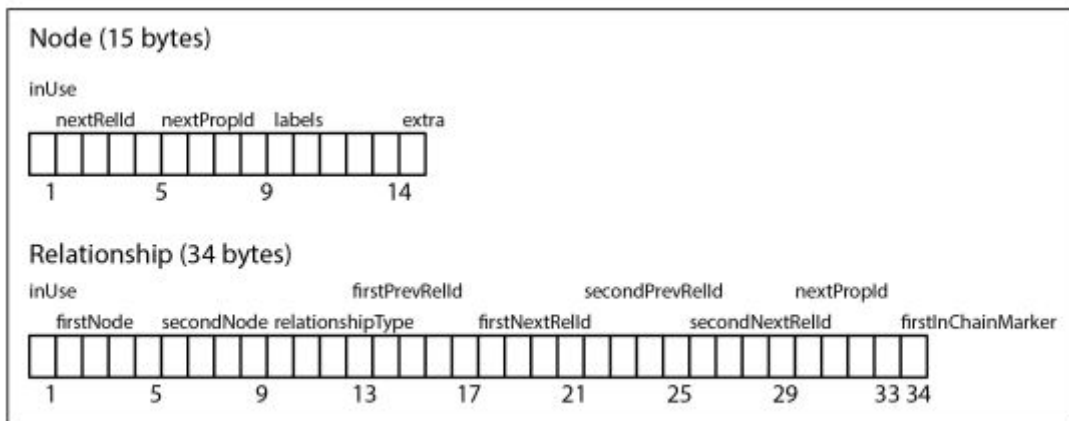 Node (15 bytes)
inUse
nextRelId nextPropId labels extra
1 5 9 14
Relationship (34 bytes)
inUse firstPrevRelId secondPrevRelId nextPropId
firstNode secondNode relationshipType firstNextRelId secondNextRelId firstInChainMarker
1 5 9 13 17 21 25 29 33 34